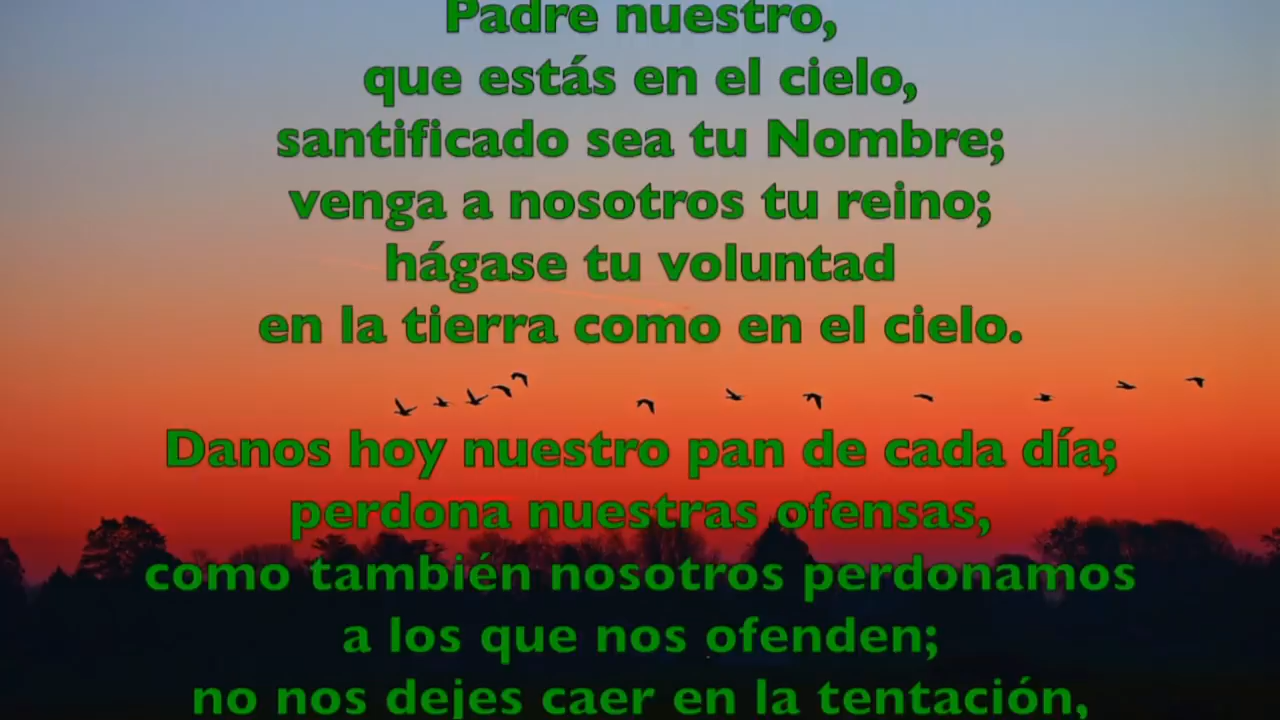 Padre nuestro,
que estás en el cielo,
santificado sea tu Nombre;
venga a nosotros tu reino;
hágase tu voluntad
en la tierra como en el cielo.
Danos hoy nuestro pan de cada día;
perdona nuestras ofensas,
como también nosotros perdonamos
a los que nos ofenden;
no nos dejes caer en la tentación,